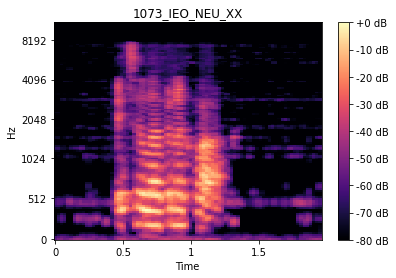 1073_IEO_NEU_XX
+0 dB
8192
-10 dB
4096
-20 dB
-30 dB
2048
Hz
-40 dB
1024
-50 dB
512
-60 dB
-70 dB
0
-80 dB
0
0.5
1
1.5
Time